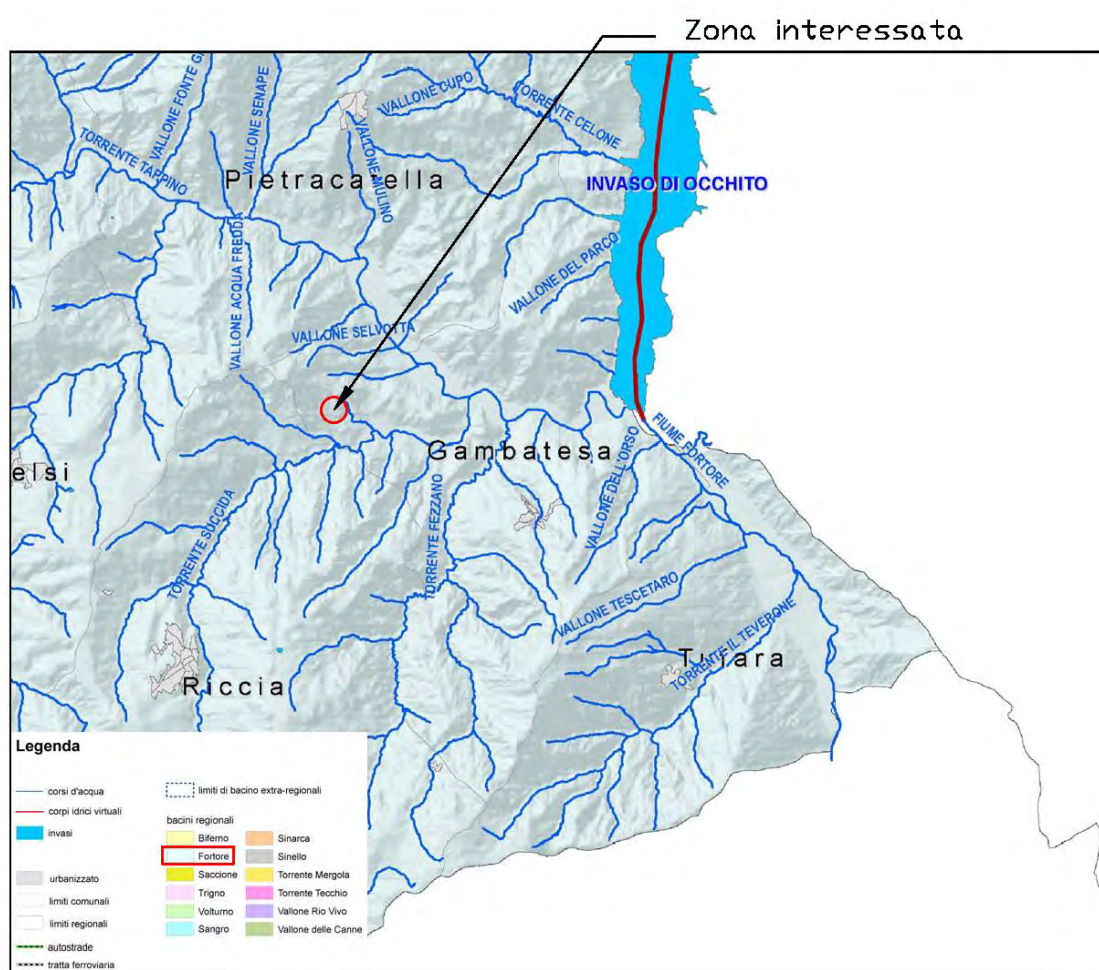 Zona interessata
VALLONE FONTE G
VALLONE SENAPE
VALLONE CUPO
TORRENTE CELONE
TORRENTE TAPPINO
VALLONE MULINO
Pietracatella
INVASO DI OCCHITO
VALLONE ACQUA FREDDA
VALLONE DEL PARCO
VALLONE SELVOTTA
FIUME FORTORE
Gambatesa
VALLONE DELL'ORSO
elsi
TORRENTE SUCCIDA
TORRENTE FEZZANO
VALLONE TESCETARO
TORRENTE IL TEVERONE
Tufara
Riccia
Legenda
corsi d'acqua
corpi idrici virtuali
invasi
urbanizzato
limiti comunali
limiti regionali
autostrade
tratta ferroviaria
limiti di bacino extra-regionali
bacini regionali
Biferno
Fortore
Saccione
Trigno
Volturno
Sangro
Sinarca
Sinello
Torrente Mergola
Torrente Tecchio
Vallone Rio Vivo
Vallone delle Canne